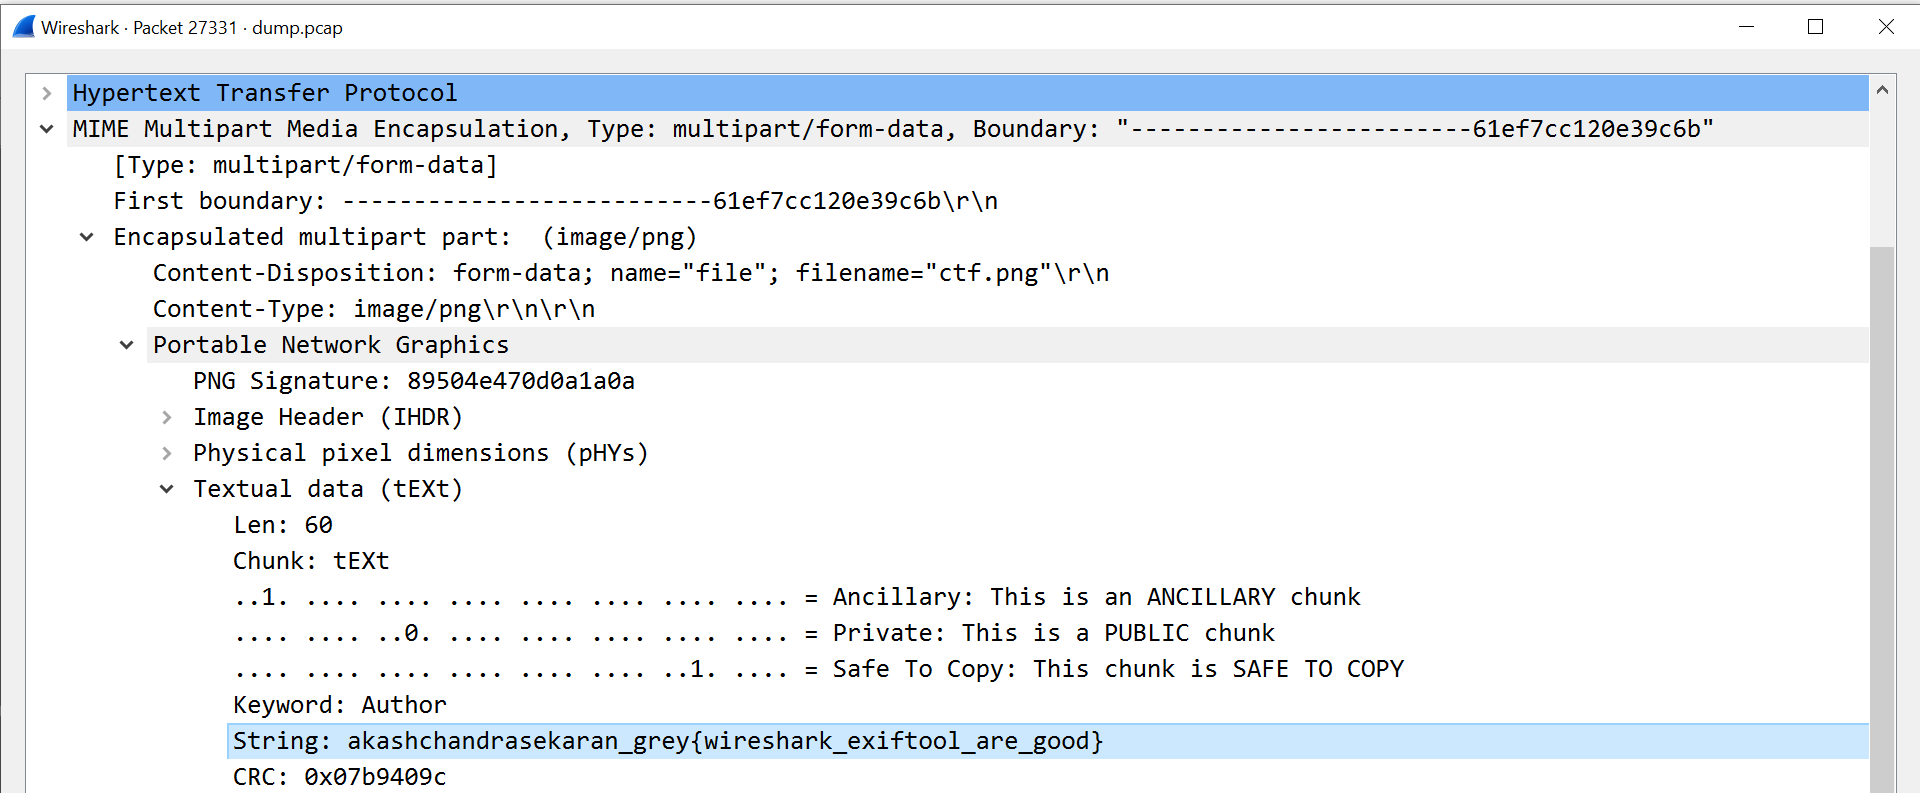 Wireshark · Packet 27331 · dump.pcap
Hypertext Transfer Protocol
MIME Multipart Media Encapsulation, Type: multipart/form-data, Boundary: "------------------------61ef7cc120e39c6b"
[Type: multipart/form-data]
First boundary: --------------------------61ef7cc120e39c6b\r\n
Encapsulated multipart part:  (image/png)
Content-Disposition: form-data; name="file"; filename="ctf.png"\r\n
Content-Type: image/png\r\n\r\n
Portable Network Graphics
PNG Signature: 89504e470d0a1a0a
Image Header (IHDR)
Physical pixel dimensions (pHYs)
Textual data (tEXt)
Len: 60
Chunk: tEXt
..1. .... .... .... .... .... .... .... = Ancillary: This is an ANCILLARY chunk
.... .... ..0. .... .... .... .... .... = Private: This is a PUBLIC chunk
.... .... .... .... .... .... ..1. .... = Safe To Copy: This chunk is SAFE TO COPY
Keyword: Author
String: akashchandrasekaran_grey{wireshark_exiftool_are_good}
CRC: 0x07b9409c